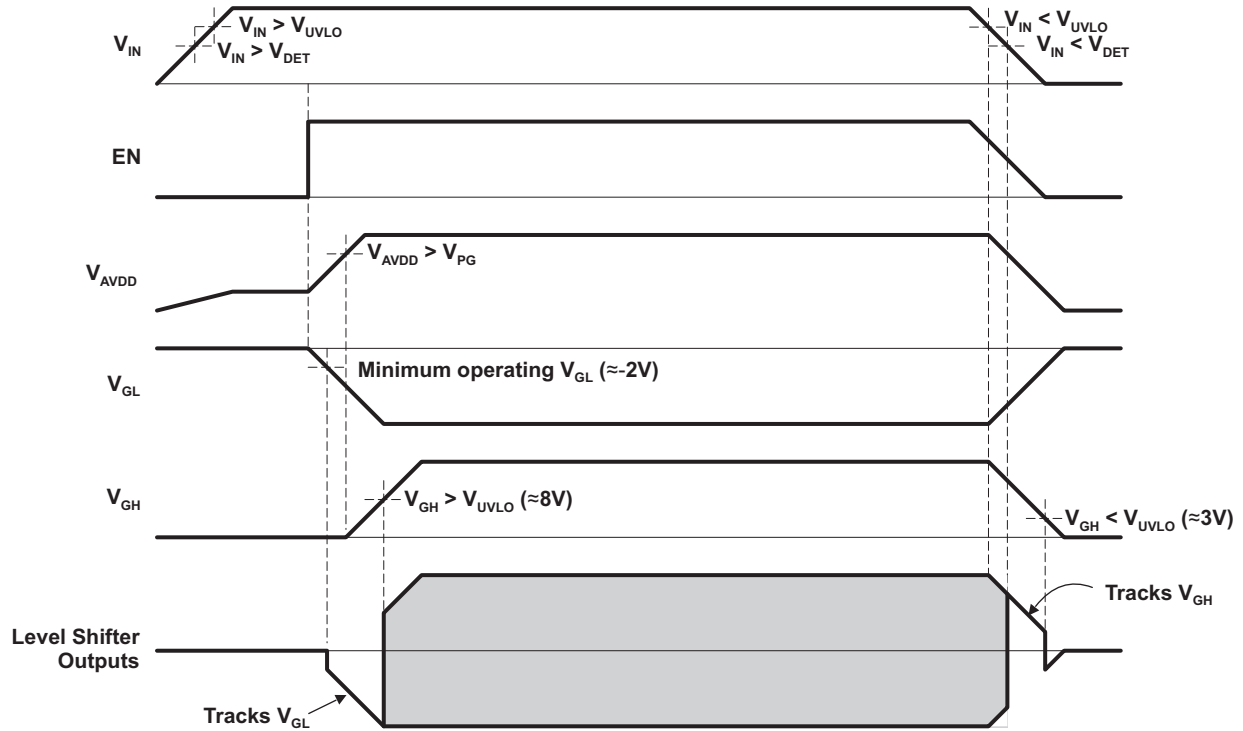 V_IN
V_IN > V_UVLO
V_IN > V_DET
V_IN < V_UVLO
V_IN < V_DET
EN
V_AVDD
V_AVDD > V_PG
V_GL
Minimum operating V_GL (≈-2V)
V_GH
V_GH > V_UVLO (≈8V)
V_GH < V_UVLO (≈3V)
Tracks V_GH
Level Shifter
Outputs
Tracks V_GL